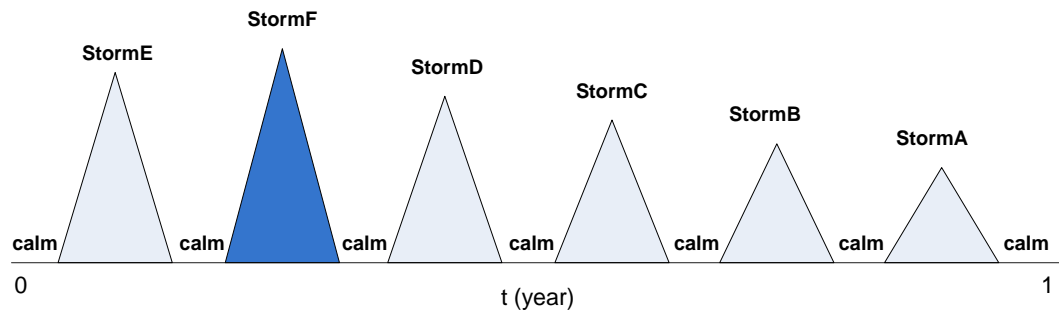 StormE
StormF
StormD
StormC
StormB
StormA
calm
calm
calm
calm
calm
calm
calm
0
t (year)
1